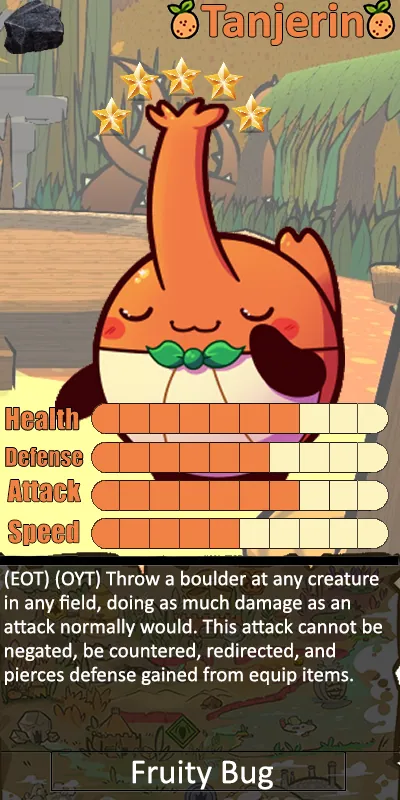 Tanjerin
Health
Defense
Attack
Speed
(EOT) (OYT) Throw a boulder at any creature
in any field, doing as much damage as an
attack normally would. This attack cannot be
negated, be countered, redirected, and
pierces defense gained from equip items.
Fruity Bug